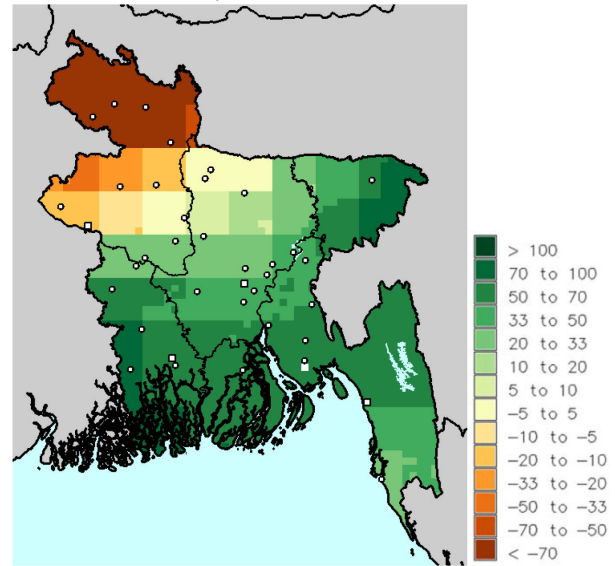 > 100
70 to 100
50 to 70
33 to 50
20 to 33
10 to 20
5 to 10
−5 to 5
−10 to −5
−20 to −10
−33 to −20
−50 to −33
−70 to −50
< −70